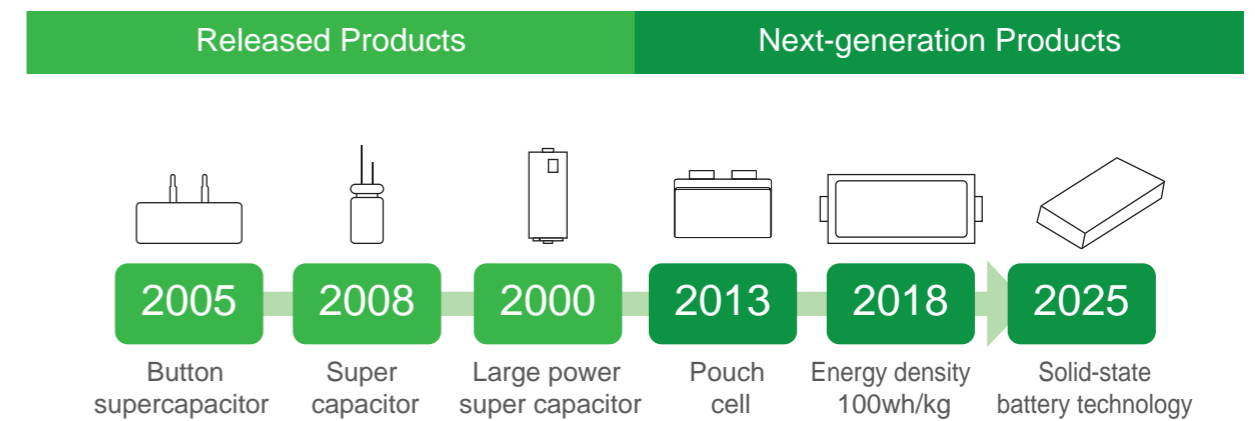 Released Products
Next-generation Products
2005
2008
2000
2013
2018
2025
Button
supercapacitor
Super
capacitor
Large power
super capacitor
Pouch
cell
Energy density
100wh/kg
Solid-state
battery technology